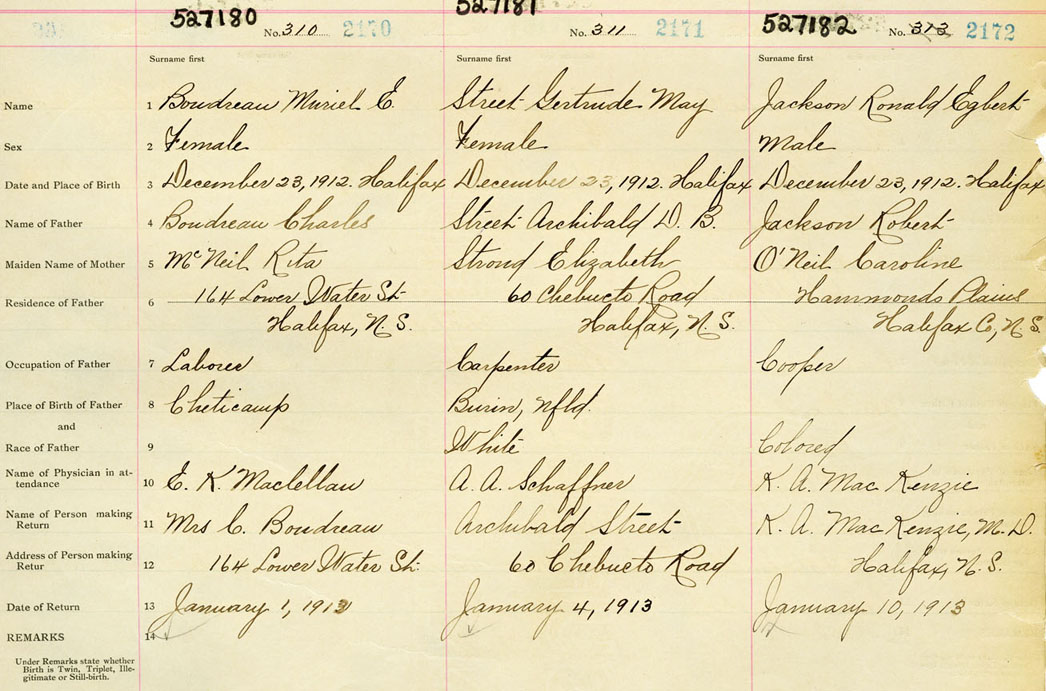 527180 No. 310 2170 527181 No. 311 2171 527182 No. 313 2172
Surname first Surname first Surname first
Name 1 Boudreau Muriel E. Street Gertrude May Jackson Ronald Egbert
Sex 2 Female Female Male
Date and Place of Birth 3 December 23, 1912. Halifax December 23, 1912. Halifax December 23, 1912. Halifax
Name of Father 4 Boudreau Charles Street Archibald D. B. Jackson Robert
Maiden Name of Mother 5 McNeil Rita Strong Elizabeth O'Neil Caroline
Residence of Father 6 164 Lower Water St. 60 Chebucto Road Hammonds Plains
Halifax, N. S. Halifax, N. S. Halifax Co, N. S.
Occupation of Father 7 Laborer Carpenter Cooper
Place of Birth of Father 8 Cheticamp Burin, Nfld.
and
Race of Father 9 White Colored
Name of Physician in at-
tendance 10 E. K. Maclellan A. A. Schaffner K. A. Mac Kenzie
Name of Person making
Return 11 Mrs C. Boudreau Archibald Street K. A. MacKenzie, M. D.
Address of Person making
Retur 12 164 Lower Water St. 60 Chebucto Road Halifax, N. S.
Date of Return 13 January 1, 1913 January 4, 1913 January 10, 1913
REMARKS 14
Under Remarks state whether
Birth is Twin, Triplet, Ille-
gitimate or Still-birth.